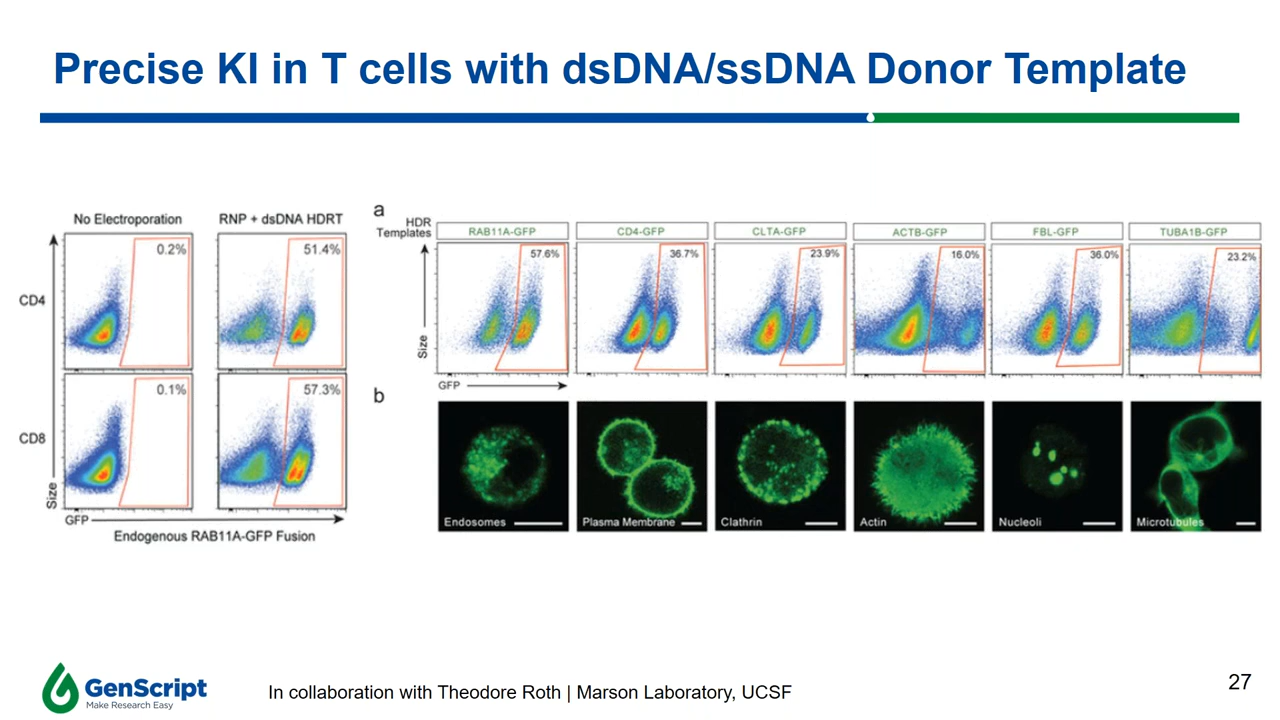 Precise KI in T cells with dsDNA/ssDNA Donor Template
No Electroporation
RNP + dsDNA HDRT
CD4
0.2%
51.4%
CD8
0.1%
57.3%
Size
GFP
Endogenous RAB11A-GFP Fusion
a
HDR
Templates
RAB11A-GFP
CD4-GFP
CLTA-GFP
ACTB-GFP
FBL-GFP
TUBA1B-GFP
57.6%
36.7%
23.9%
16.0%
36.0%
23.2%
Size
GFP
b
Endosomes
Plasma Membrane
Clathrin
Actin
Nucleoli
Microtubules
GenScript
Make Research Easy
In collaboration with Theodore Roth | Marson Laboratory, UCSF
27